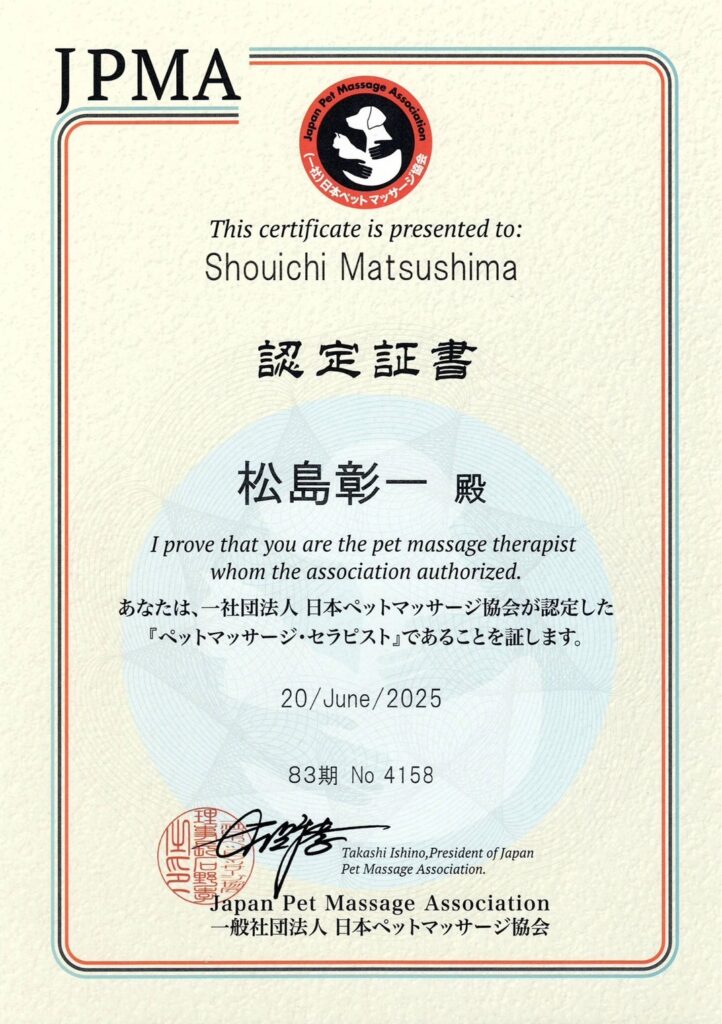 JPMA
Japan Pet Massage Association
(一社)日本ペットマッサージ協会
This certificate is presented to:
Shouichi Matsushima
認定証書
松島彰一 殿
I prove that you are the pet massage therapist
whom the association authorized.
あなたは、一社団法人 日本ペットマッサージ協会が認定した
『ペットマッサージ・セラピスト』であることを証します。
20/June/2025
83期 No 4158
Takashi Ishino,President of Japan
Pet Massage Association.
Japan Pet Massage Association
一般社団法人 日本ペットマッサージ協会